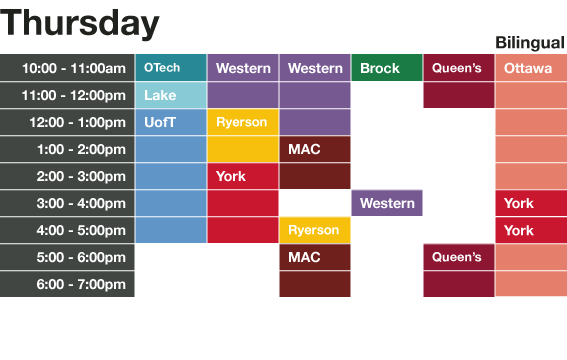 Thursday
Bilingual
10:00 - 11:00am OTech Western Western Brock Queen's Ottawa
11:00 - 12:00pm Lake
12:00 - 1:00pm UofT Ryerson
1:00 - 2:00pm MAC
2:00 - 3:00pm York
3:00 - 4:00pm Western York
4:00 - 5:00pm Ryerson York
5:00 - 6:00pm MAC Queen's
6:00 - 7:00pm